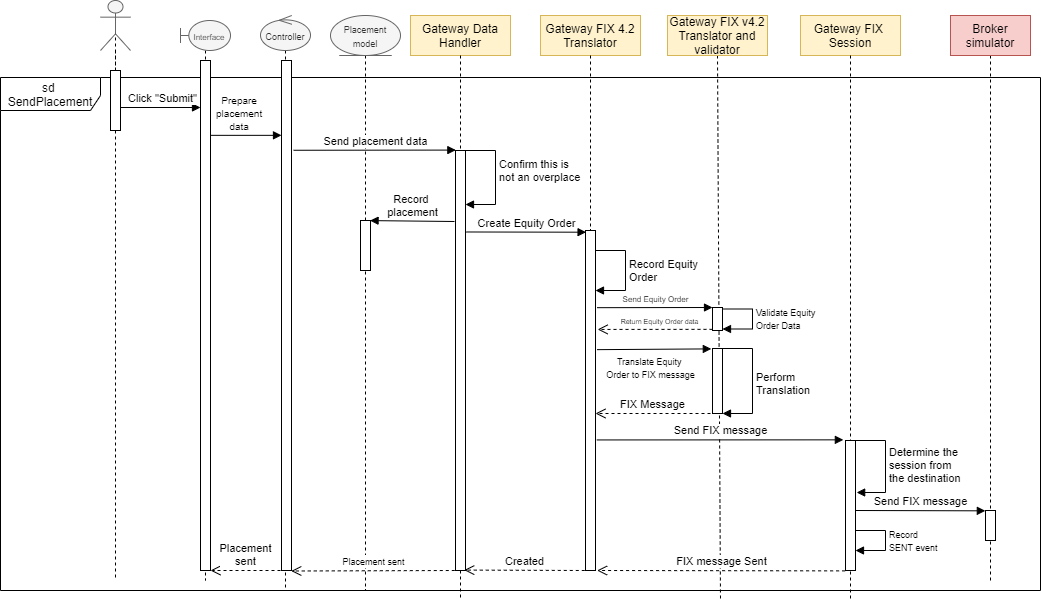 Interface
Controller
Placement
model
Gateway Data
Handler
Gateway FIX 4.2
Translator
Gateway FIX v4.2
Translator and
validator
Gateway FIX
Session
Broker
simulator
sd
SendPlacement
Click "Submit"
Prepare
placement
data
Send placement data
Confirm this is
not an overplace
Record
placement
Create Equity Order
Record Equity
Order
Send Equity Order
Validate Equity
Order Data
Return Equity Order data
Translate Equity
Order to FIX message
Perform
Translation
FIX Message
Send FIX message
Determine the
session from
the destination
Send FIX message
Record
SENT event
Placement
sent
Placement sent
Created
FIX message Sent